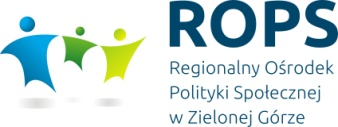 ROPS
Regionalny Ośrodek
Polityki Społecznej
w Zielonej Górze